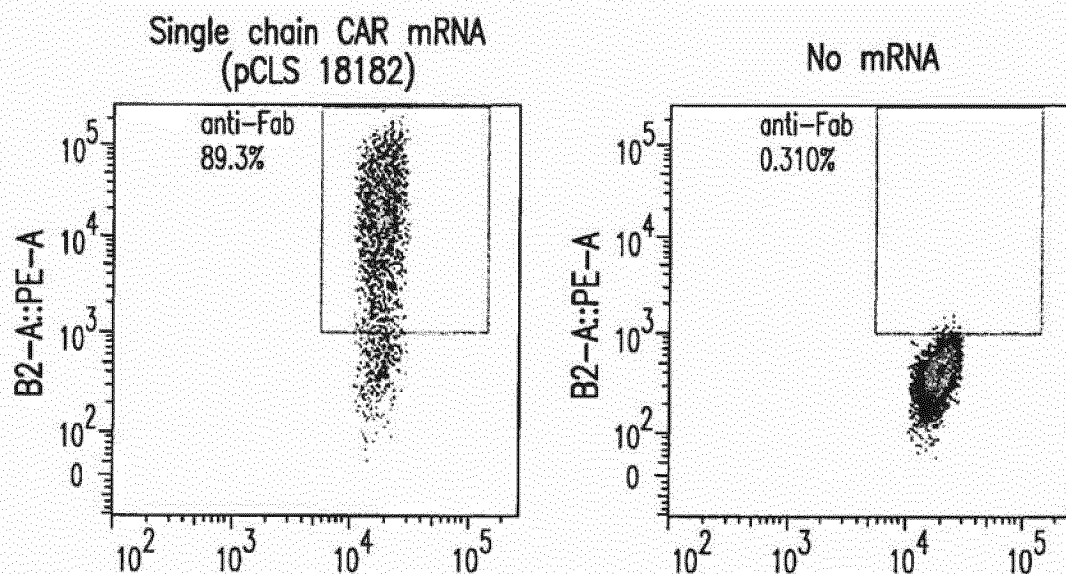 Single chain CAR mRNA
(pCLS 18182)
anti-Fab
89.3%
B2-A::PE-A
10^5
10^4
10^3
10^2
0
10^2 10^3 10^4 10^5
No mRNA
anti-Fab
0.310%
B2-A::PE-A
10^5
10^4
10^3
10^2
0
10^2 10^3 10^4 10^5